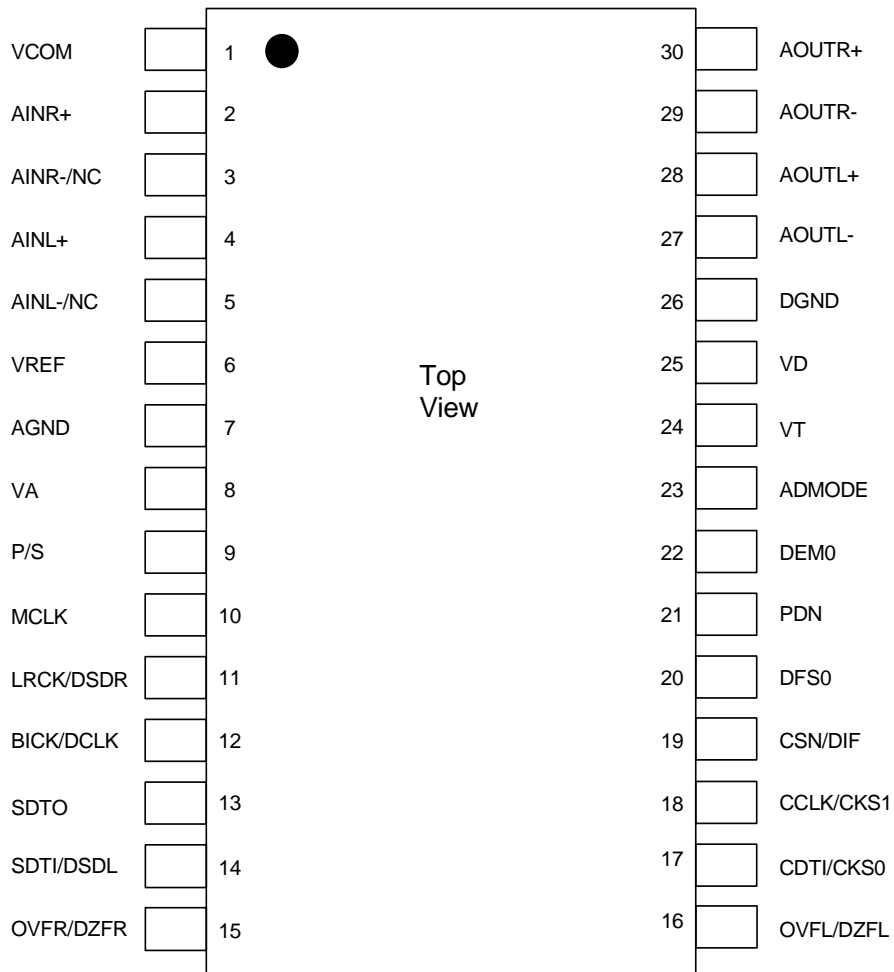 VCOM 1 30 AOUTR+
AINR+ 2 29 AOUTR-
AINR-/NC 3 28 AOUTL+
AINL+ 4 27 AOUTL-
AINL-/NC 5 26 DGND
VREF 6 25 VD
Top
View
AGND 7 24 VT
VA 8 23 ADMODE
P/S 9 22 DEM0
MCLK 10 21 PDN
LRCK/DSDR 11 20 DFS0
BICK/DCLK 12 19 CSN/DIF
SDTO 13 18 CCLK/CKS1
SDTI/DSDL 14 17 CDTI/CKS0
OVFR/DZFR 15 16 OVFL/DZFL